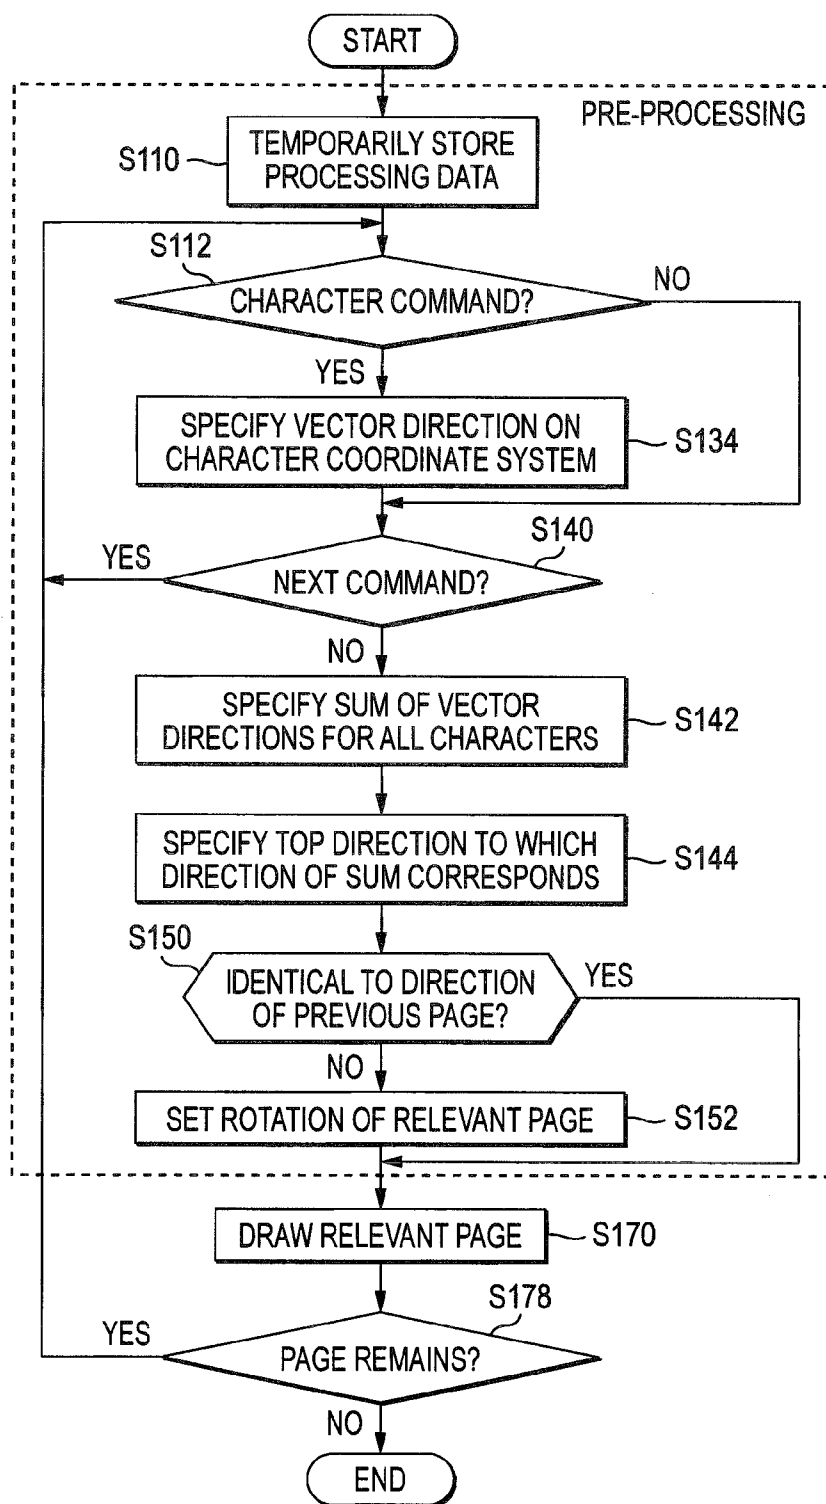 START
PRE-PROCESSING
S110
TEMPORARILY STORE
PROCESSING DATA
S112
CHARACTER COMMAND?
NO
YES
SPECIFY VECTOR DIRECTION ON
CHARACTER COORDINATE SYSTEM
S134
S140
YES
NEXT COMMAND?
NO
SPECIFY SUM OF VECTOR
DIRECTIONS FOR ALL CHARACTERS
S142
SPECIFY TOP DIRECTION TO WHICH
DIRECTION OF SUM CORRESPONDS
S144
S150
IDENTICAL TO DIRECTION
OF PREVIOUS PAGE?
YES
NO
SET ROTATION OF RELEVANT PAGE
S152
DRAW RELEVANT PAGE
S170
S178
YES
PAGE REMAINS?
NO
END